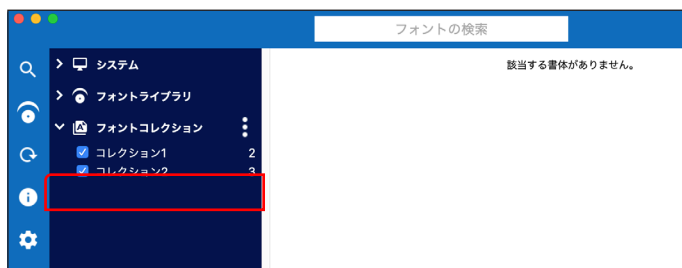 フォントの検索
システム
該当する書体がありません。
フォントライブラリ
フォントコレクション
コレクション1 2
コレクション2 3